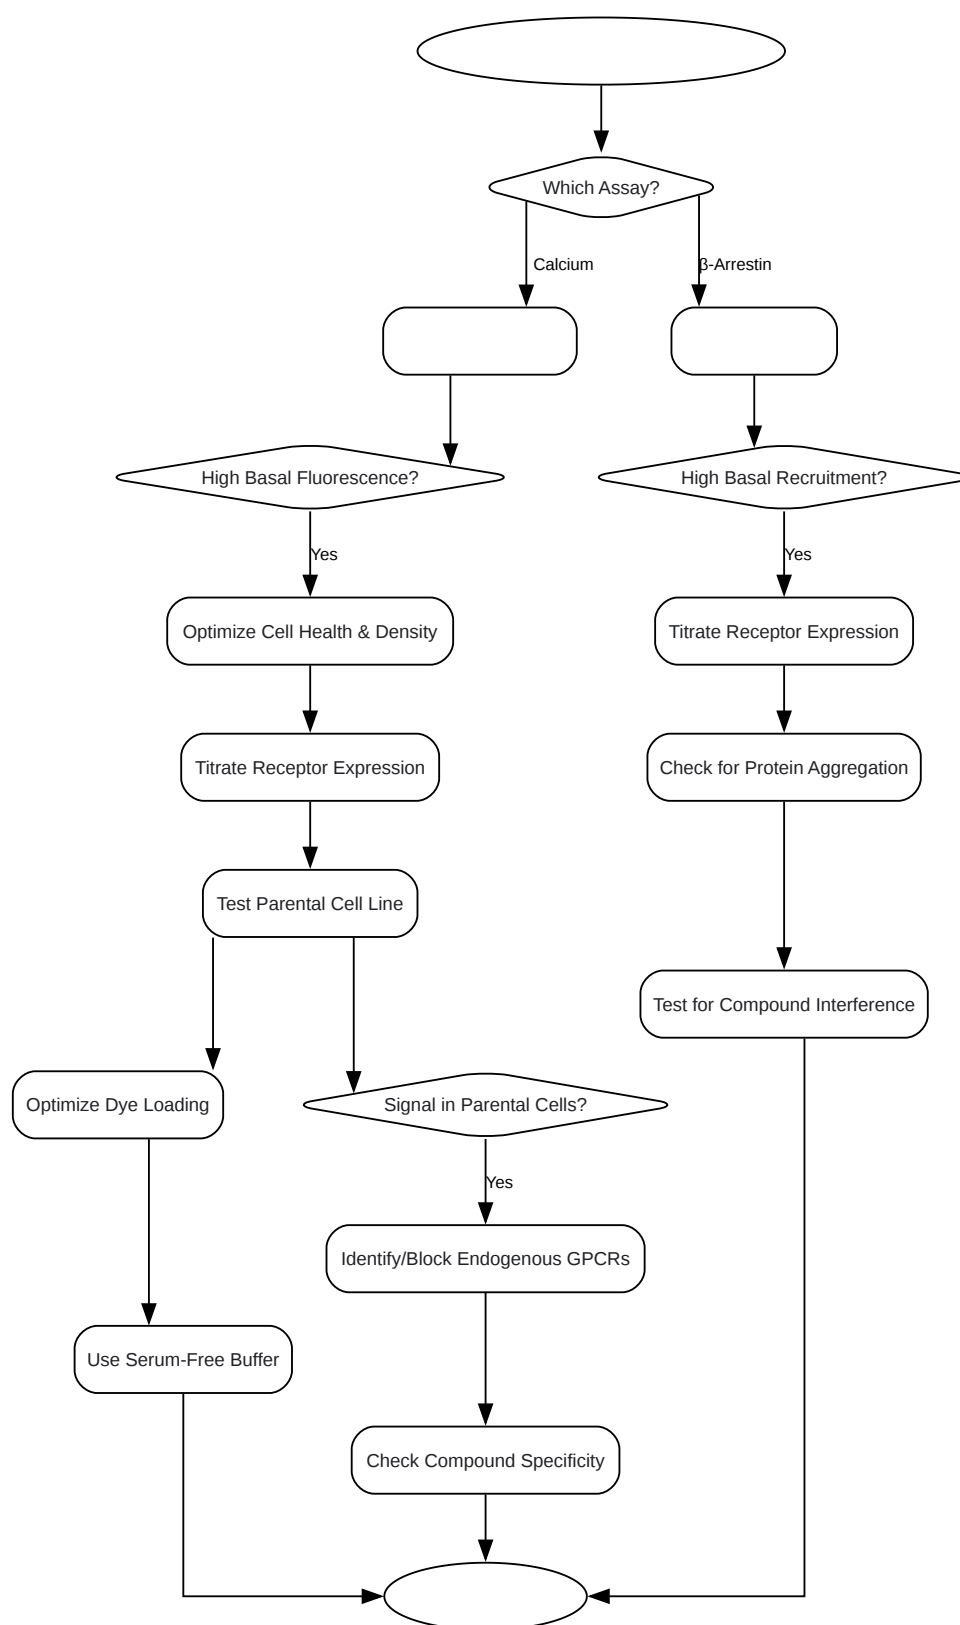 Which Assay?
Calcium
β-Arrestin
High Basal Fluorescence?
High Basal Recruitment?
Yes
Yes
Optimize Cell Health & Density
Titrate Receptor Expression
Titrate Receptor Expression
Check for Protein Aggregation
Test Parental Cell Line
Test for Compound Interference
Optimize Dye Loading
Signal in Parental Cells?
Yes
Identify/Block Endogenous GPCRs
Use Serum-Free Buffer
Check Compound Specificity